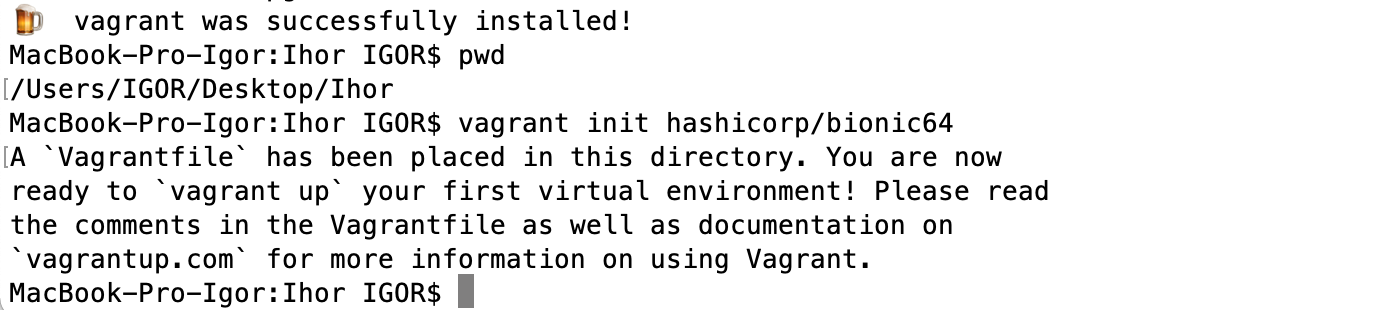 🍺 vagrant was successfully installed!
MacBook-Pro-Igor:Ihor IGOR$ pwd
[/Users/IGOR/Desktop/Ihor
MacBook-Pro-Igor:Ihor IGOR$ vagrant init hashicorp/bionic64
[A `Vagrantfile` has been placed in this directory. You are now
ready to `vagrant up` your first virtual environment! Please read
the comments in the Vagrantfile as well as documentation on
`vagrantup.com` for more information on using Vagrant.
MacBook-Pro-Igor:Ihor IGOR$